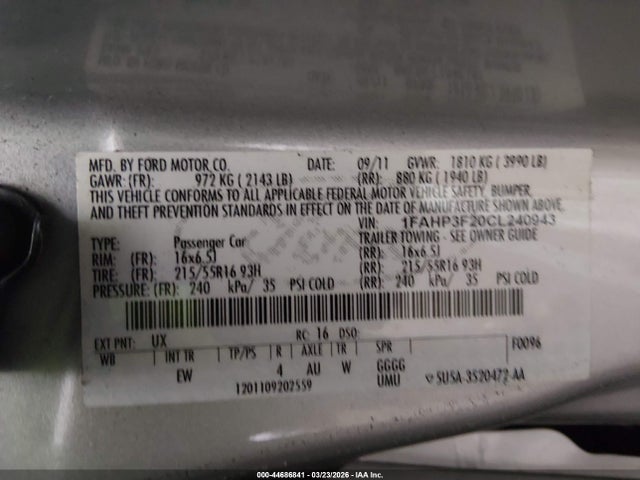 MFD. BY FORD MOTOR CO. DATE: 09/11 GVWR: 1810 KG ( 3990 LB)
GAWR: (FR): 972 KG ( 2143 LB) (RR): 880 KG ( 1940 LB)
THIS VEHICLE CONFORMS TO ALL APPLICABLE FEDERAL MOTOR VEHICLE SAFETY, BUMPER,
AND THEFT PREVENTION STANDARDS IN EFFECT ON THE DATE OF MANUFACTURE SHOWN ABOVE.
VIN: 1FAHP3F20CL240943
TYPE: Passenger Car TRAILER TOWING - SEE OWNER GUIDE
RIM: (FR): 16x6.5J (RR): 16x6.5J
TIRE: (FR): 215/55R16 93H (RR): 215/55R16 93H
PRESSURE: (FR): 240 kPa/ 35 PSI COLD (RR): 240 kPa/ 35 PSI COLD
EXT PNT: UX RC: 16 DSO: F0096
WB INT TR TP/PS R AXLE TR SPR
EW 4 AU W GGGG
1201109202559 UMU 5U5A-3520472-AA
000-44686841 - 03/23/2026 - IAA Inc.